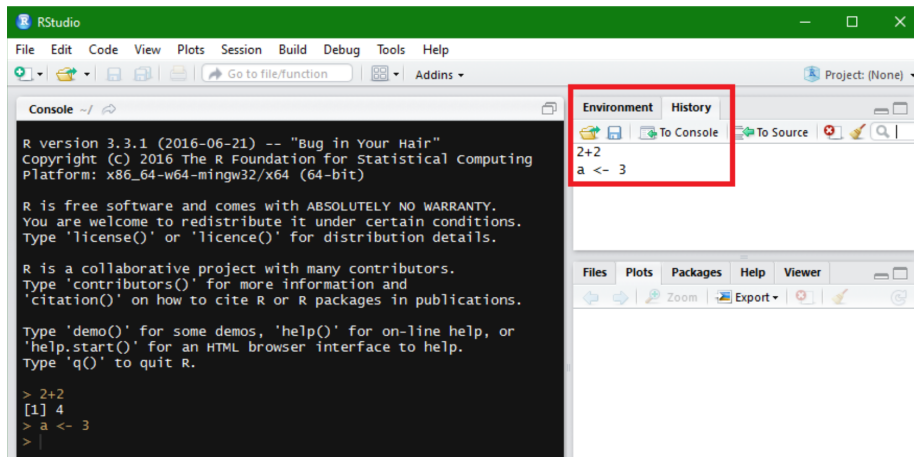 RStudio
File Edit Code View Plots Session Build Debug Tools Help
Go to file/function Addins Project: (None)
Console ~/
R version 3.3.1 (2016-06-21) -- "Bug in Your Hair"
Copyright (C) 2016 The R Foundation for Statistical Computing
Platform: x86_64-w64-mingw32/x64 (64-bit)
R is free software and comes with ABSOLUTELY NO WARRANTY.
You are welcome to redistribute it under certain conditions.
Type 'license()' or 'licence()' for distribution details.
R is a collaborative project with many contributors.
Type 'contributors()' for more information and
'citation()' on how to cite R or R packages in publications.
Type 'demo()' for some demos, 'help()' for on-line help, or
'help.start()' for an HTML browser interface to help.
Type 'q()' to quit R.
> 2+2
[1] 4
> a <- 3
>
Environment History
To Console To Source
2+2
a <- 3
Files Plots Packages Help Viewer
Zoom Export